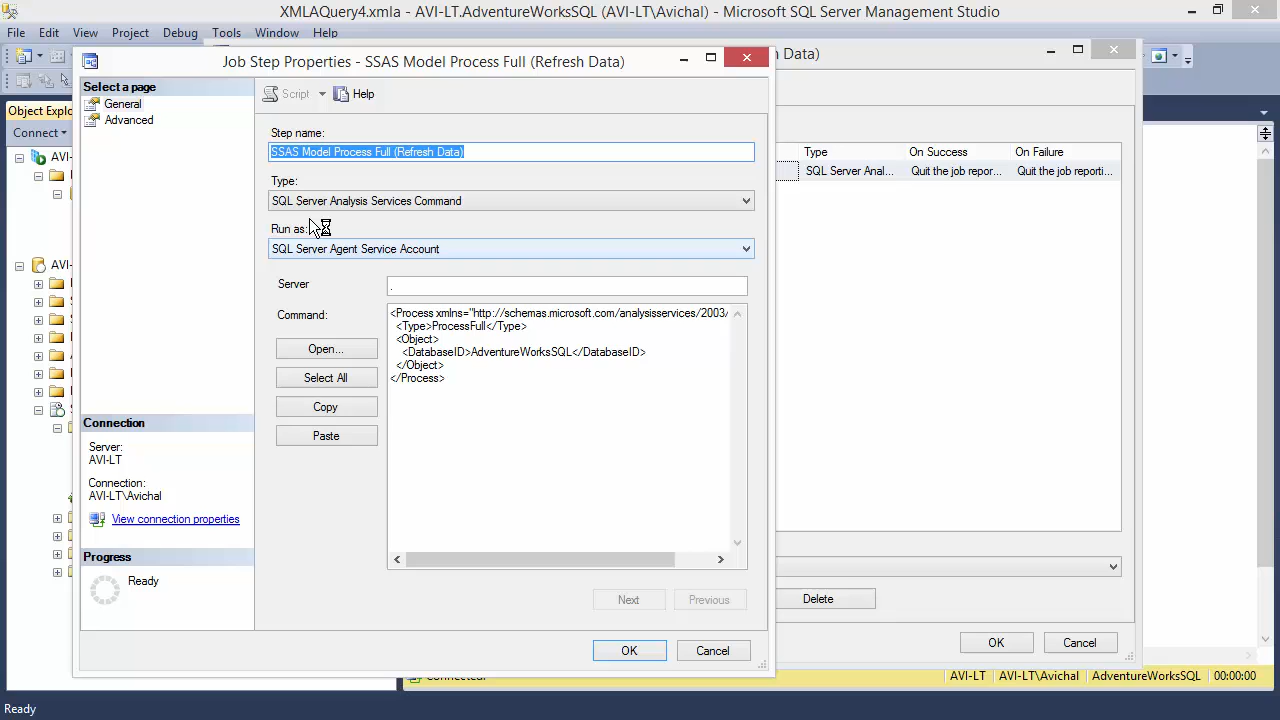 XMLAQuery4.xmla - AVI-LT.AdventureWorksSQL (AVI-LT\Avichal) - Microsoft SQL Server Management Studio
File Edit View Project Debug Tools Window Help
Job Step Properties - SSAS Model Process Full (Refresh Data)
Data)
Select a page
General
Advanced
Script Help
Step name:
SSAS Model Process Full (Refresh Data)
Type:
SQL Server Analysis Services Command
Run as:
SQL Server Agent Service Account
Server
.
Command:
<Process xmlns="http://schemas.microsoft.com/analysisservices/2003/
<Type>ProcessFull</Type>
<Object>
<DatabaseID>AdventureWorksSQL</DatabaseID>
</Object>
</Process>
Open...
Select All
Copy
Paste
Next Previous
OK Cancel
Connection
Server:
AVI-LT
Connection:
AVI-LT\Avichal
View connection properties
Progress
Ready
Object Explo
Connect
AVI-
AVI-
Type On Success On Failure
SQL Server Anal... Quit the job repor... Quit the job reporti...
Delete
OK Cancel
Connected.
AVI-LT AVI-LT\Avichal AdventureWorksSQL 00:00:00
Ready